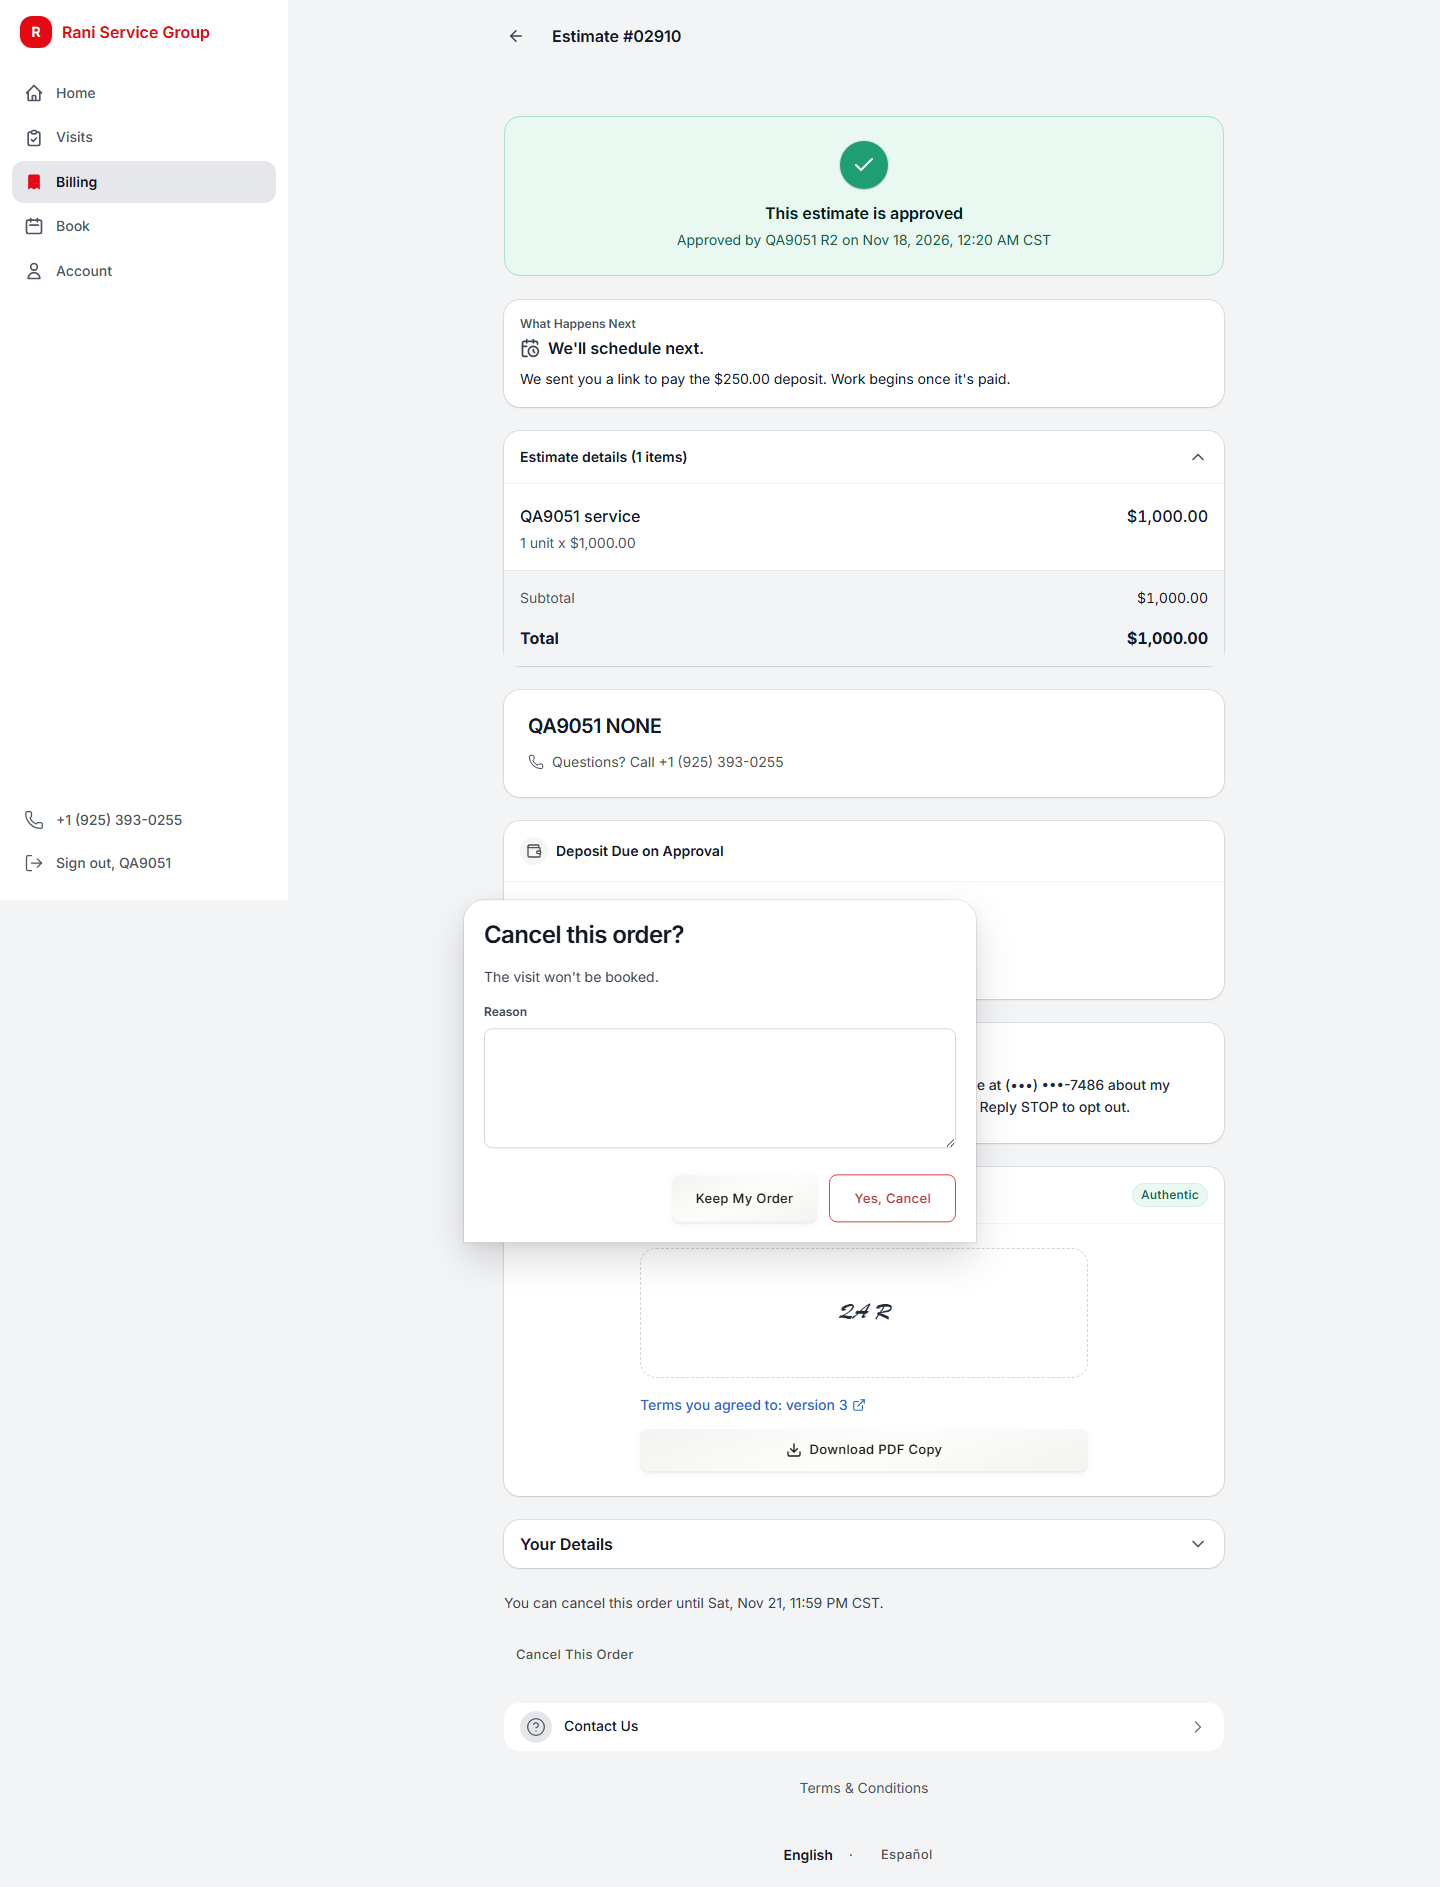 R
Rani Service Group
Home
Visits
Billing
Book
Account
+1 (925) 393-0255
Sign out, QA9051
Estimate #02910
This estimate is approved
Approved by QA9051 R2 on Nov 18, 2026, 12:20 AM CST
What Happens Next
We'll schedule next.
We sent you a link to pay the $250.00 deposit. Work begins once it's paid.
Estimate details (1 items)
QA9051 service $1,000.00
1 unit x $1,000.00
Subtotal $1,000.00
Total $1,000.00
QA9051 NONE
Questions? Call +1 (925) 393-0255
Deposit Due on Approval
Cancel this order?
The visit won't be booked.
Reason
Keep My Order Yes, Cancel
at (•••) •••-7486 about my
Reply STOP to opt out.
Authentic
QA R
Terms you agreed to: version 3
Download PDF Copy
Your Details
You can cancel this order until Sat, Nov 21, 11:59 PM CST.
Cancel This Order
Contact Us
Terms & Conditions
English · Español